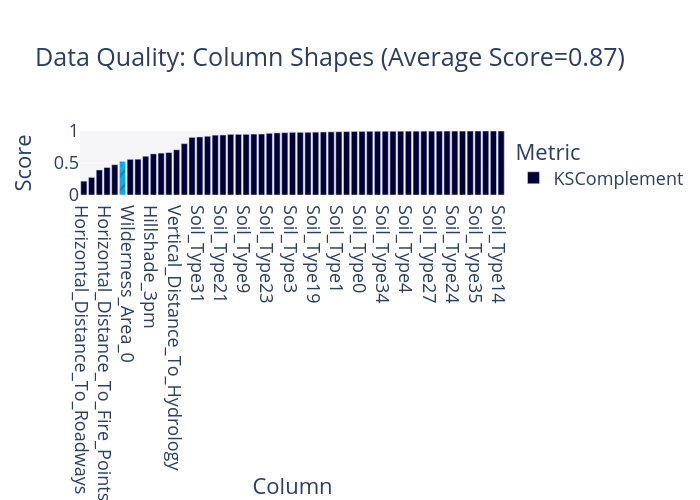 Data Quality: Column Shapes (Average Score=0.87)
Score
1
0.5
0
Metric
KSComplement
Horizontal_Distance_To_Roadways
Horizontal_Distance_To_Fire_Points
Wilderness_Area_0
Hillshade_3pm
Vertical_Distance_To_Hydrology
Soil_Type31
Soil_Type21
Soil_Type9
Soil_Type23
Soil_Type3
Soil_Type19
Soil_Type1
Soil_Type0
Soil_Type34
Soil_Type4
Soil_Type27
Soil_Type24
Soil_Type35
Soil_Type14
Column